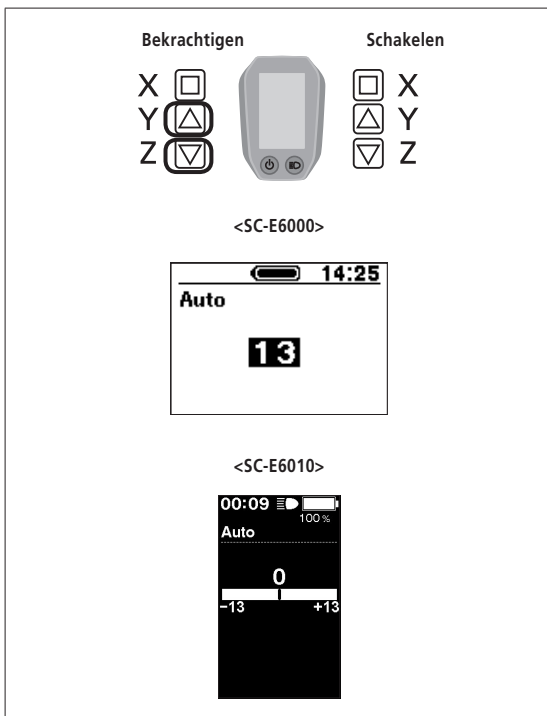 Bekrachtigen Schakelen
X X
Y Y
Z Z
<SC-E6000>
14:25
Auto
13
<SC-E6010>
00:09
100 %
Auto
0
-13 +13